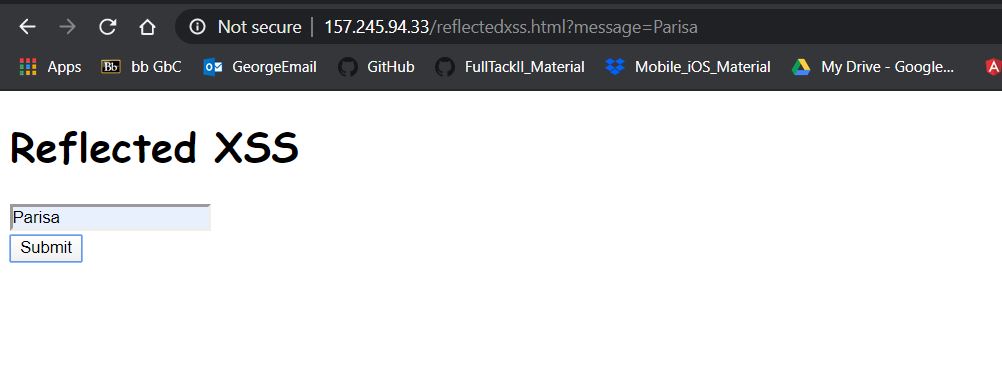 Not secure | 157.245.94.33/reflectedxss.html?message=Parisa
Apps Bb bb GbC GeorgeEmail GitHub FullTackII_Material Mobile_iOS_Material My Drive - Google... A
Reflected XSS
Parisa
Submit